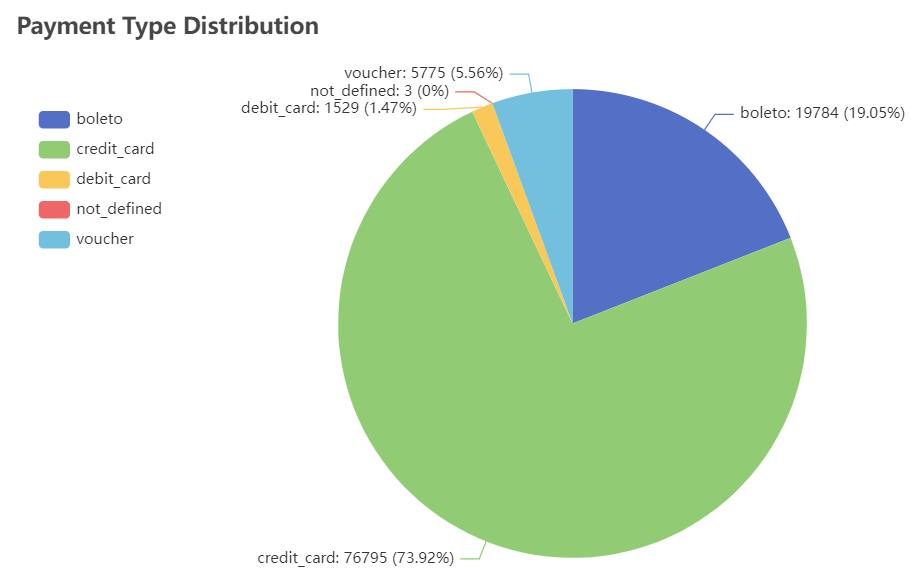 Payment Type Distribution
boleto
credit_card
debit_card
not_defined
voucher
voucher: 5775 (5.56%)
not_defined: 3 (0%)
debit_card: 1529 (1.47%)
boleto: 19784 (19.05%)
credit_card: 76795 (73.92%)